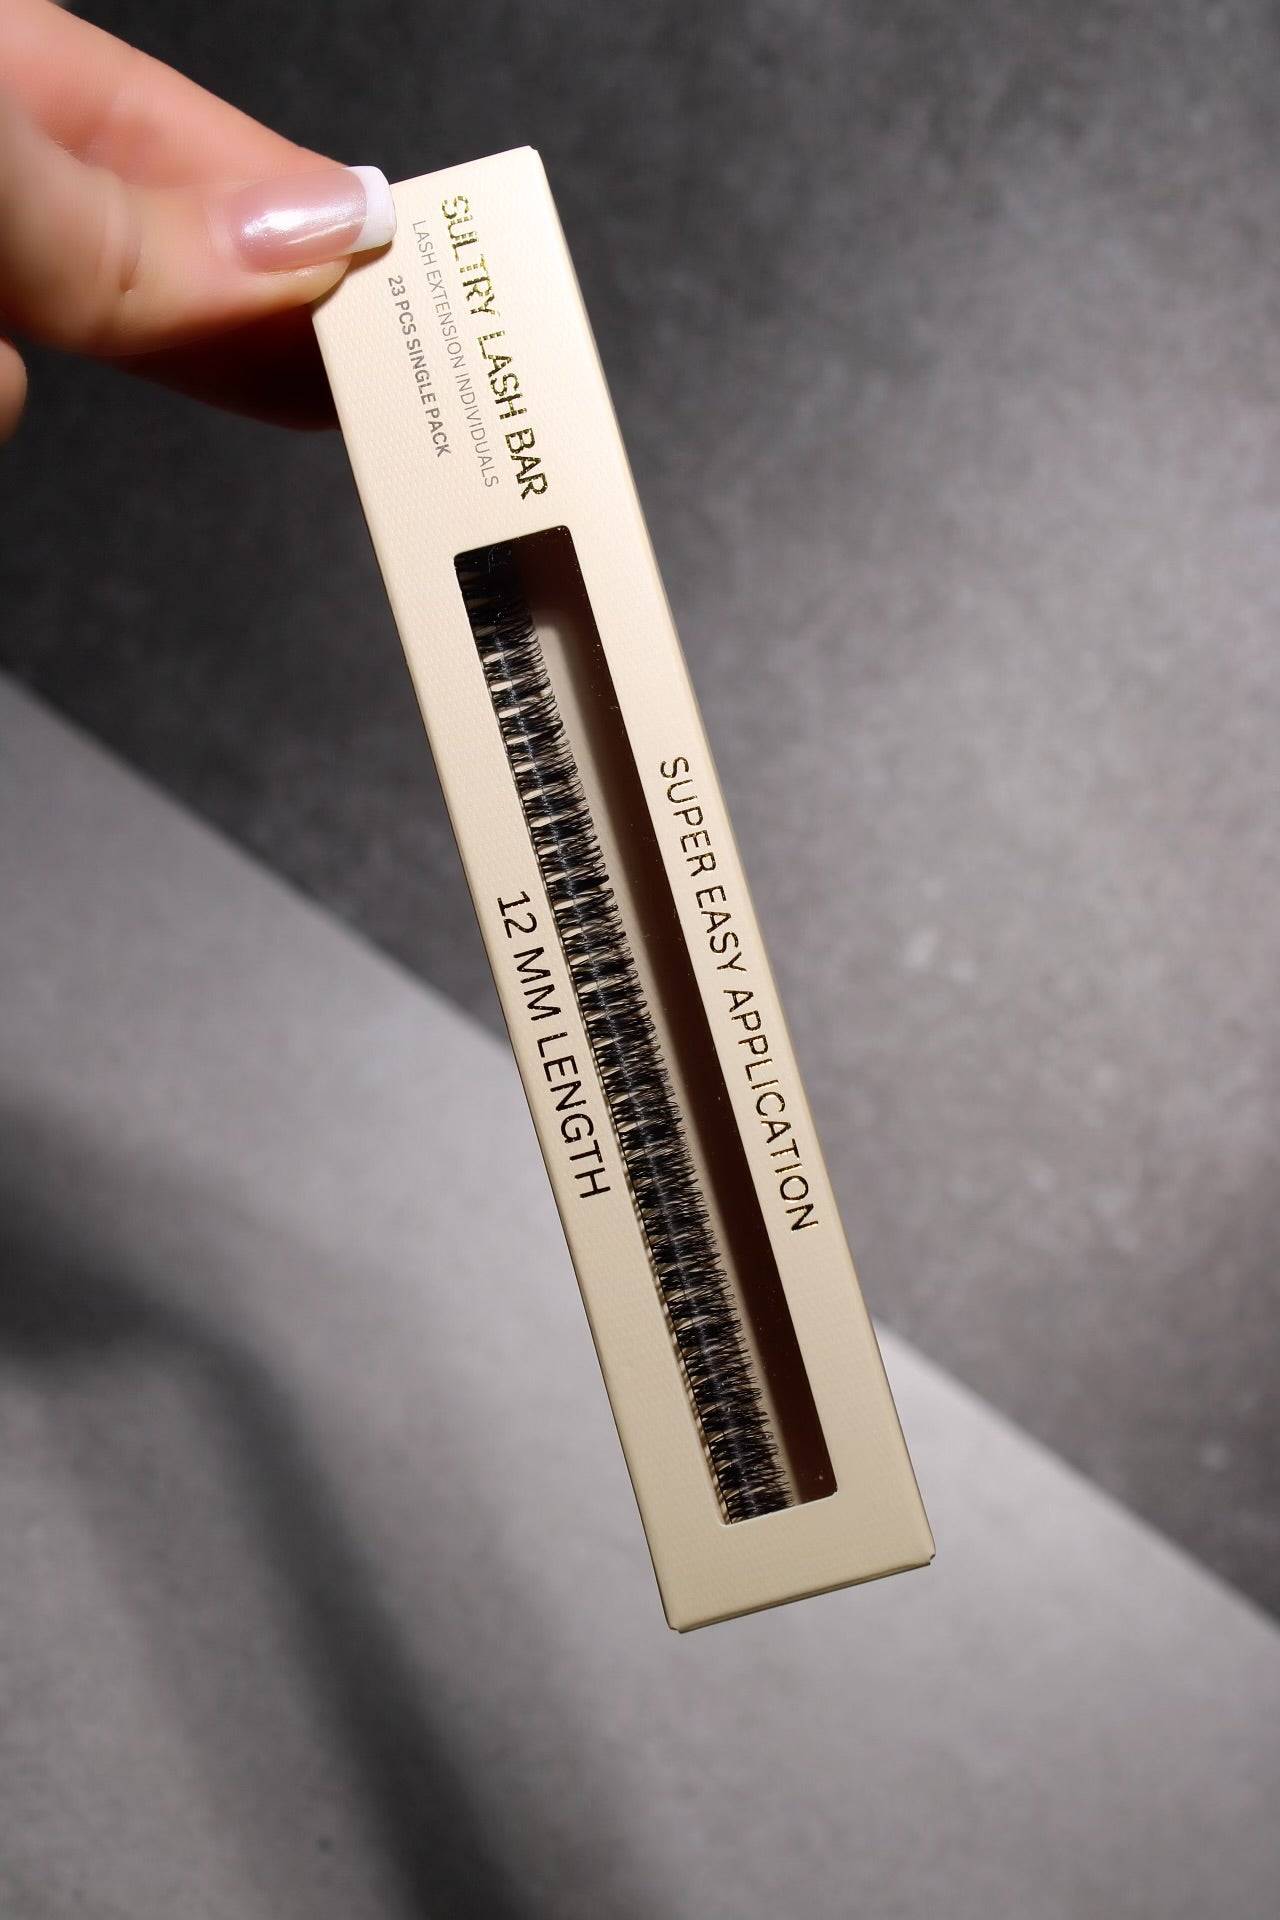 SULTRY LASH BAR
LASH EXTENSION INDIVIDUALS
23 PCS SINGLE PACK
SUPER EASY APPLICATION
12 MM LENGTH